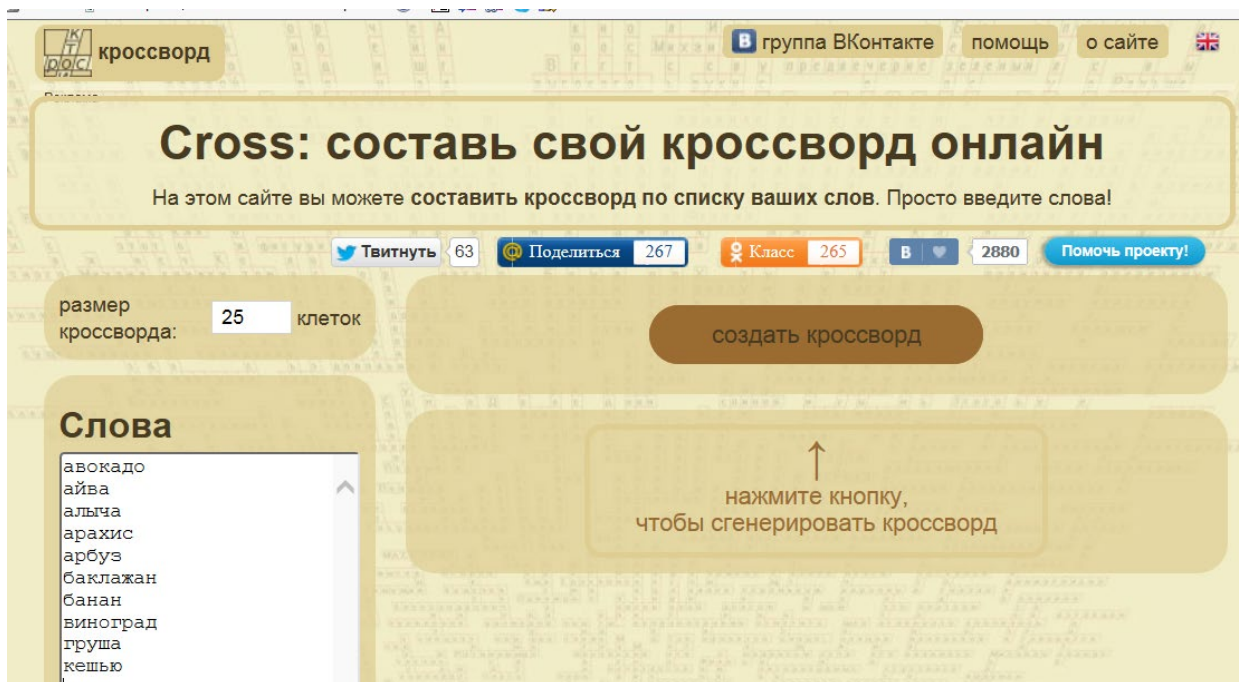 кроссворд
группа ВКонтакте помощь о сайте
Cross: составь свой кроссворд онлайн
На этом сайте вы можете составить кроссворд по списку ваших слов. Просто введите слова!
Твитнуть 63 Поделиться 267 Класс 265 В 2880 Помочь проекту!
размер
кроссворда: 25 клеток
создать кроссворд
Слова
авокадо
айва
алыча
арахис
арбуз
баклажан
банан
виноград
груша
кешью
↑
нажмите кнопку,
чтобы сгенерировать кроссворд